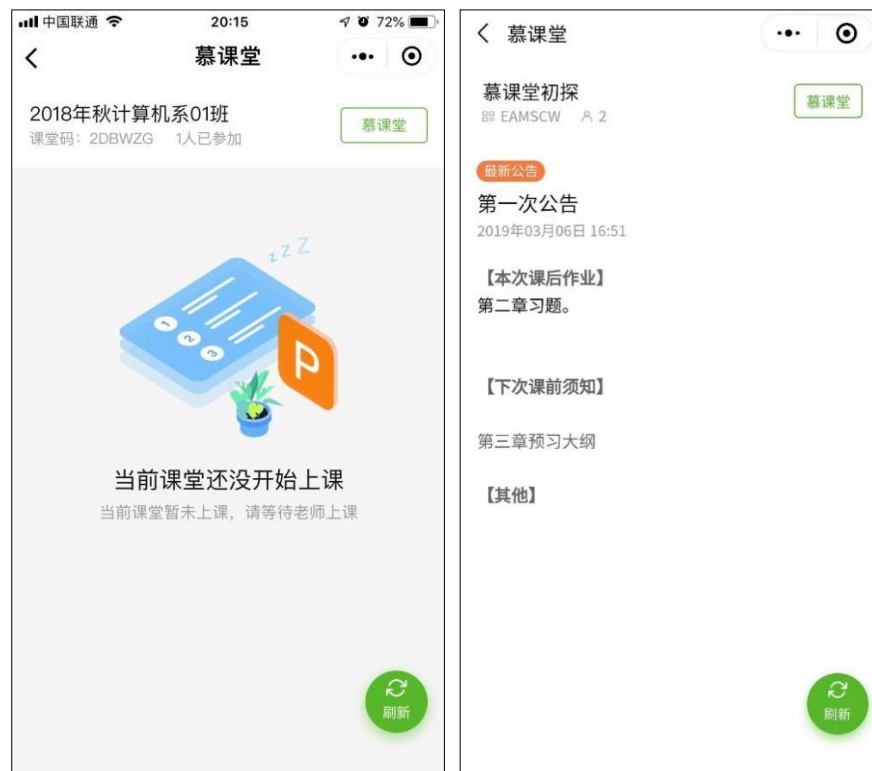 中国联通
20:15
72%
慕课堂
2018年秋计算机系01班
课堂码：2DBWZG 1人已参加
慕课堂
zzZ
1
2
3
P
当前课堂还没开始上课
当前课堂暂未上课，请等待老师上课
刷新
慕课堂
慕课堂初探
EAMSCW 2
慕课堂
最新公告
第一次公告
2019年03月06日 16:51
【本次课后作业】
第二章习题。
【下次课前须知】
第三章预习大纲
【其他】
刷新